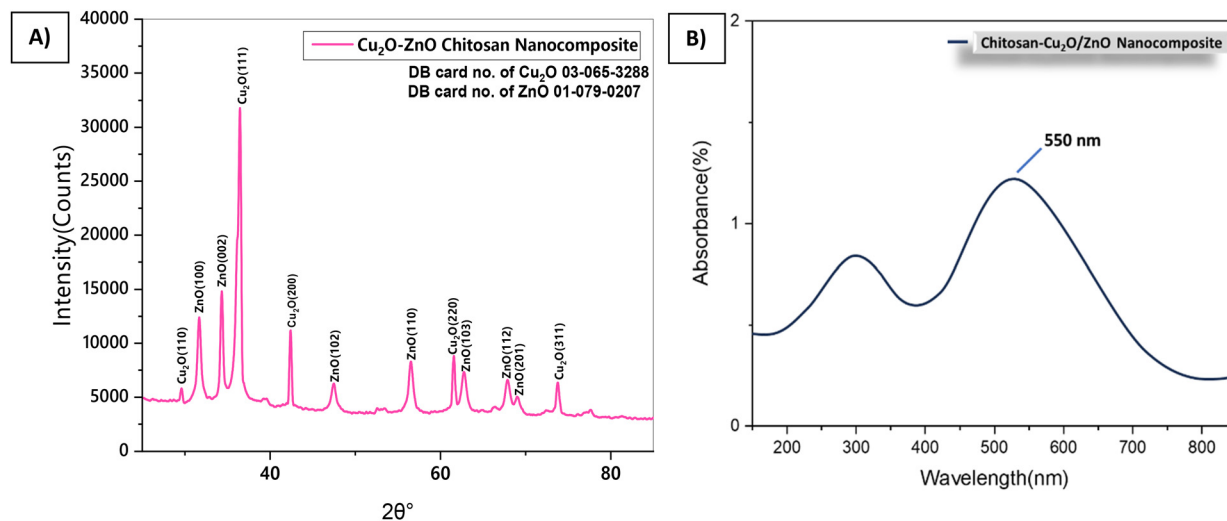 A)
Cu₂O-ZnO Chitosan Nanocomposite
DB card no. of Cu₂O 03-065-3288
DB card no. of ZnO 01-079-0207
Intensity(Counts)
40000
35000
30000
25000
20000
15000
10000
5000
0
Cu₂O(110)
ZnO(100)
ZnO(002)
Cu₂O(111)
Cu₂O(200)
ZnO(102)
ZnO(110)
Cu₂O(220)
ZnO(103)
ZnO(112)
ZnO(201)
Cu₂O(311)
40
60
80
2θ°
B)
Chitosan-Cu₂O/ZnO Nanocomposite
550 nm
Absorbance(%)
2
1
0
200
300
400
500
600
700
800
Wavelength(nm)